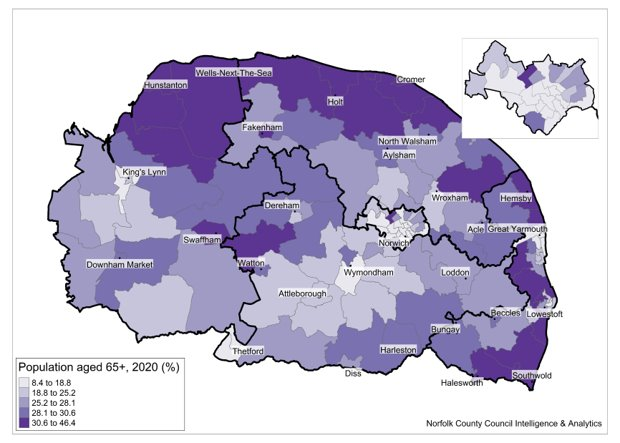 Wells-Next-The-Sea
Hunstanton
Cromer
Holt
Fakenham
North Walsham
Aylsham
King's Lynn
Wroxham
Hemsby
Dereham
Acle
Great Yarmouth
Swaffham
Norwich
Downham Market
Watton
Wymondham
Loddon
Attleborough
Beccles
Lowestoft
Bungay
Thetford
Harleston
Diss
Halesworth
Southwold
Population aged 65+, 2020 (%)
8.4 to 18.8
18.8 to 25.2
25.2 to 28.1
28.1 to 30.6
30.6 to 46.4
Norfolk County Council Intelligence & Analytics